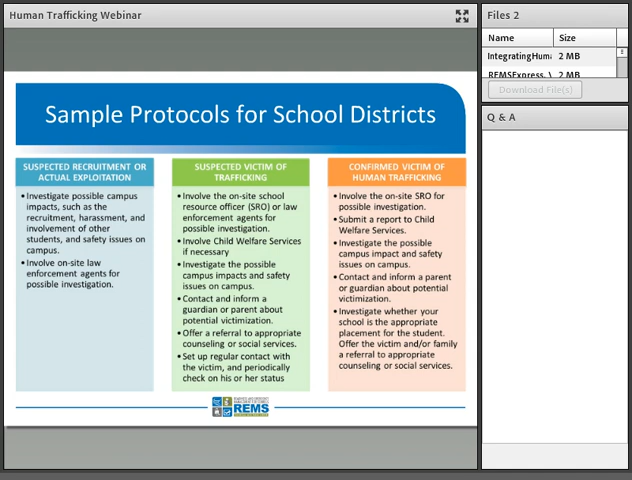 Human Trafficking Webinar
Sample Protocols for School Districts
SUSPECTED RECRUITMENT OR
ACTUAL EXPLOITATION
• Investigate possible campus
impacts, such as the
recruitment, harassment, and
involvement of other
students, and safety issues on
campus.
• Involve on-site law
enforcement agents for
possible investigation.
SUSPECTED VICTIM OF
TRAFFICKING
• Involve the on-site school
resource officer (SRO) or law
enforcement agents for
possible investigation.
• Involve Child Welfare Services
if necessary
• Investigate the possible
campus impacts and safety
issues on campus.
• Contact and inform a
guardian or parent about
potential victimization.
• Offer a referral to appropriate
counseling or social services.
• Set up regular contact with
the victim, and periodically
check on his or her status
CONFIRMED VICTIM OF
HUMAN TRAFFICKING
• Involve the on-site SRO for
possible investigation.
• Submit a report to Child
Welfare Services.
• Investigate the possible
campus impact and safety
issues on campus.
• Contact and inform a parent
or guardian about potential
victimization.
• Investigate whether your
school is the appropriate
placement for the student.
Offer the victim and/or family
a referral to appropriate
counseling or social services.
REMS
Files 2
Name Size
IntegratingHum 2 MB
REMSExpress. 2 MB
Download File(s)
Q & A